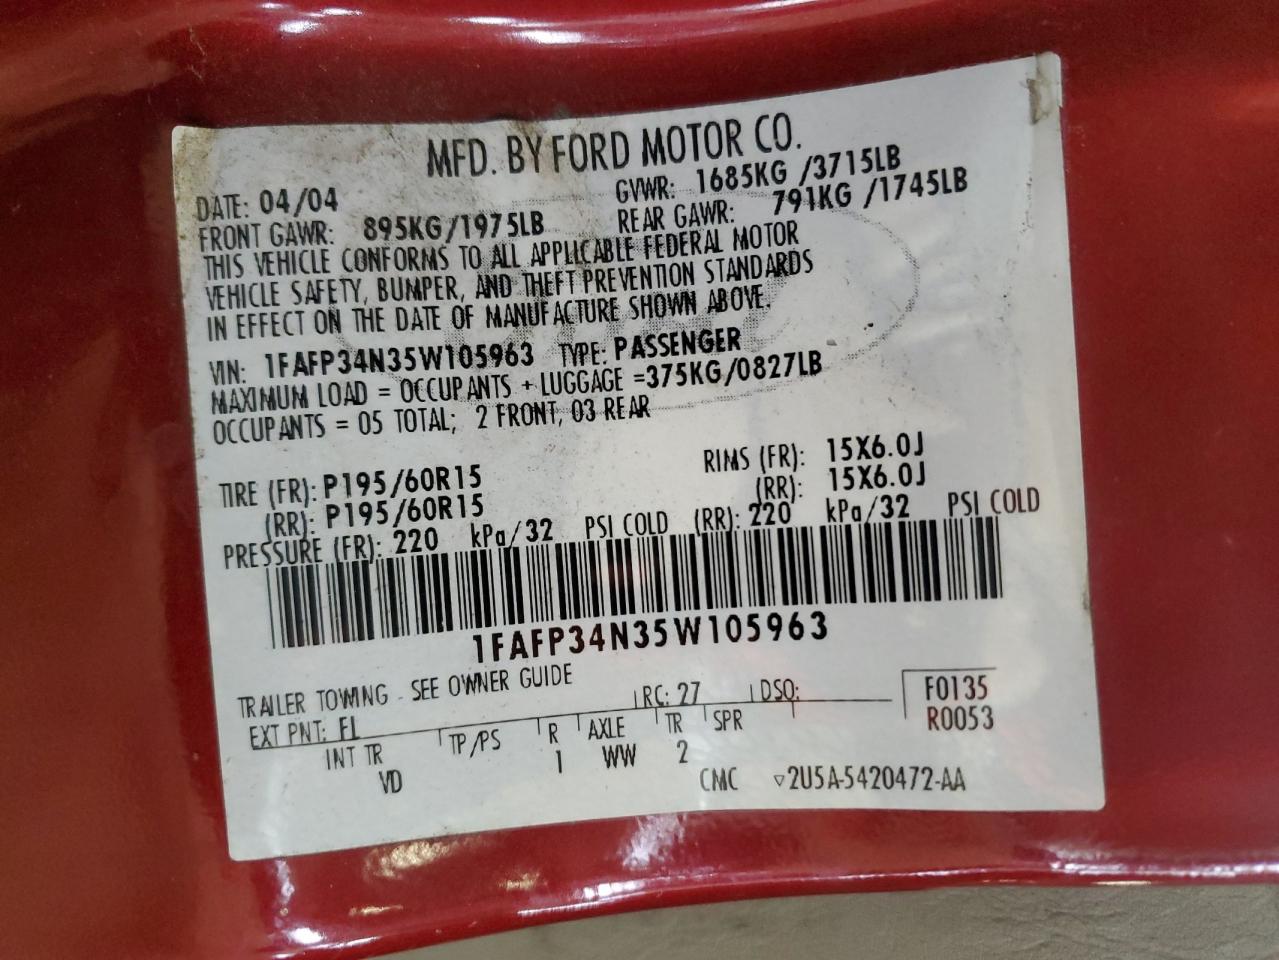 MFD. BY FORD MOTOR CO.
DATE: 04/04 GVWR: 1685KG /3715LB
FRONT GAWR: 895KG/1975LB REAR GAWR: 791KG /1745LB
THIS VEHICLE CONFORMS TO ALL APPLICABLE FEDERAL MOTOR
VEHICLE SAFETY, BUMPER, AND THEFT PREVENTION STANDARDS
IN EFFECT ON THE DATE OF MANUFACTURE SHOWN ABOVE.
VIN: 1FAFP34N35W105963 TYPE: PASSENGER
MAXIMUM LOAD = OCCUPANTS + LUGGAGE =375KG/0827LB
OCCUPANTS = 05 TOTAL; 2 FRONT, 03 REAR
TIRE (FR): P195/60R15 RIMS (FR): 15X6.0J
(RR): P195/60R15 (RR): 15X6.0J
PRESSURE (FR): 220 kPa/32 PSI COLD (RR): 220 kPa/32 PSI COLD
1FAFP34N35W105963
TRAILER TOWING - SEE OWNER GUIDE
EXT PNT: FL RC: 27 DSO: F0135
R0053
INT TR TP/PS R AXLE TR SPR
VD 1 WW 2
CMC ▽2U5A-5420472-AA